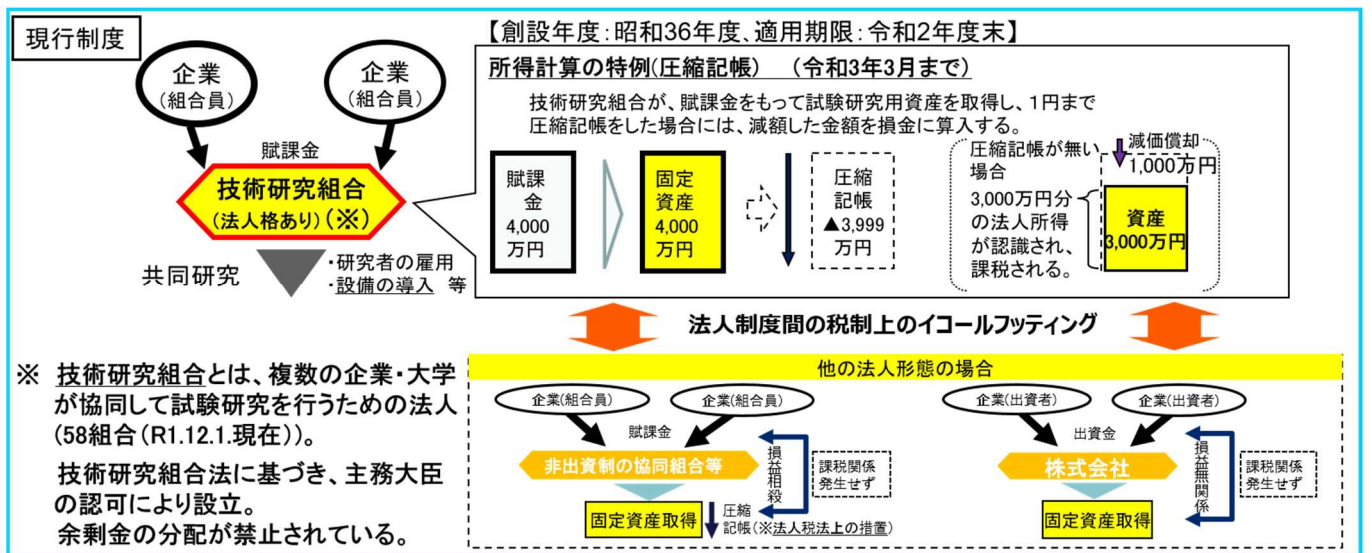 現行制度
企業
(組合員)
企業
(組合員)
賦課金
技術研究組合
(法人格あり)(※)
共同研究
・研究者の雇用
・設備の導入 等
【創設年度:昭和36年度、適用期限:令和2年度末】
所得計算の特例(圧縮記帳) (令和3年3月まで)
技術研究組合が、賦課金をもって試験研究用資産を取得し、1円まで
圧縮記帳をした場合には、減額した金額を損金に算入する。
賦課
金
4,000
万円
固定
資産
4,000
万円
圧縮
記帳
▲3,999
万円
圧縮記帳が無い
場合
3,000万円分
の法人所得
が認識され、
課税される。
減価償却
1,000万円
資産
3,000万円
法人制度間の税制上のイコールフッティング
※ 技術研究組合とは、複数の企業・大学
が協同して試験研究を行うための法人
(58組合(R1.12.1.現在))。
技術研究組合法に基づき、主務大臣
の認可により設立。
余剰金の分配が禁止されている。
他の法人形態の場合
企業(組合員)
企業(組合員)
賦課金
非出資制の協同組合等
損益相殺
課税関係
発生せず
固定資産取得
圧縮
記帳(※法人税法上の措置)
企業(出資者)
企業(出資者)
出資金
株式会社
損益無関係
課税関係
発生せず
固定資産取得